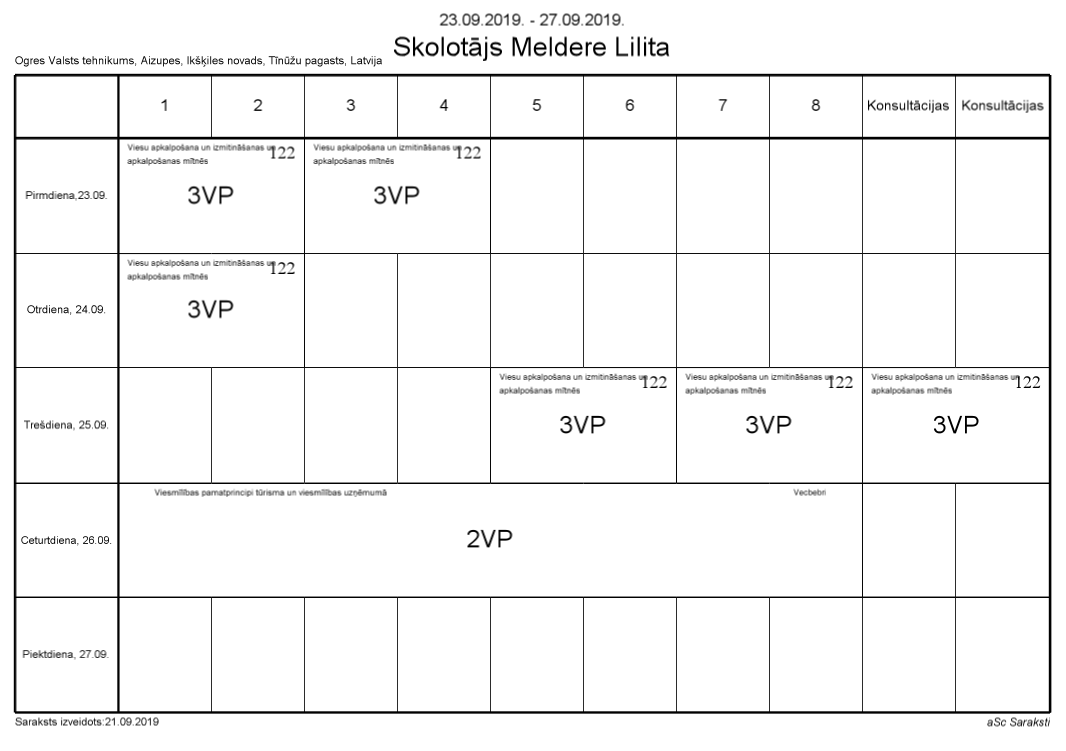 23.09.2019. - 27.09.2019.
Skolotājs Meldere Lilita
Ogres Valsts tehnikums, Aizupes, Ikšķiles novads, Tīnūžu pagasts, Latvija
1 2 3 4 5 6 7 8 Konsultācijas Konsultācijas
Pirmdiena,23.09.
Viesu apkalpošana un izmitināšanas un 122
apkalpošanas mītnēs
3VP
Viesu apkalpošana un izmitināšanas un 122
apkalpošanas mītnēs
3VP
Otrdiena, 24.09.
Viesu apkalpošana un izmitināšanas un 122
apkalpošanas mītnēs
3VP
Trešdiena, 25.09.
Viesu apkalpošana un izmitināšanas un 122
apkalpošanas mītnēs
3VP
Viesu apkalpošana un izmitināšanas un 122
apkalpošanas mītnēs
3VP
Viesu apkalpošana un izmitināšanas un 122
apkalpošanas mītnēs
3VP
Ceturtdiena, 26.09.
Viesmīlības pamatprincipi tūrisma un viesmīlības uzņēmumā Vecbebri
2VP
Piektdiena, 27.09.
Saraksts izveidots:21.09.2019 aSc Saraksti